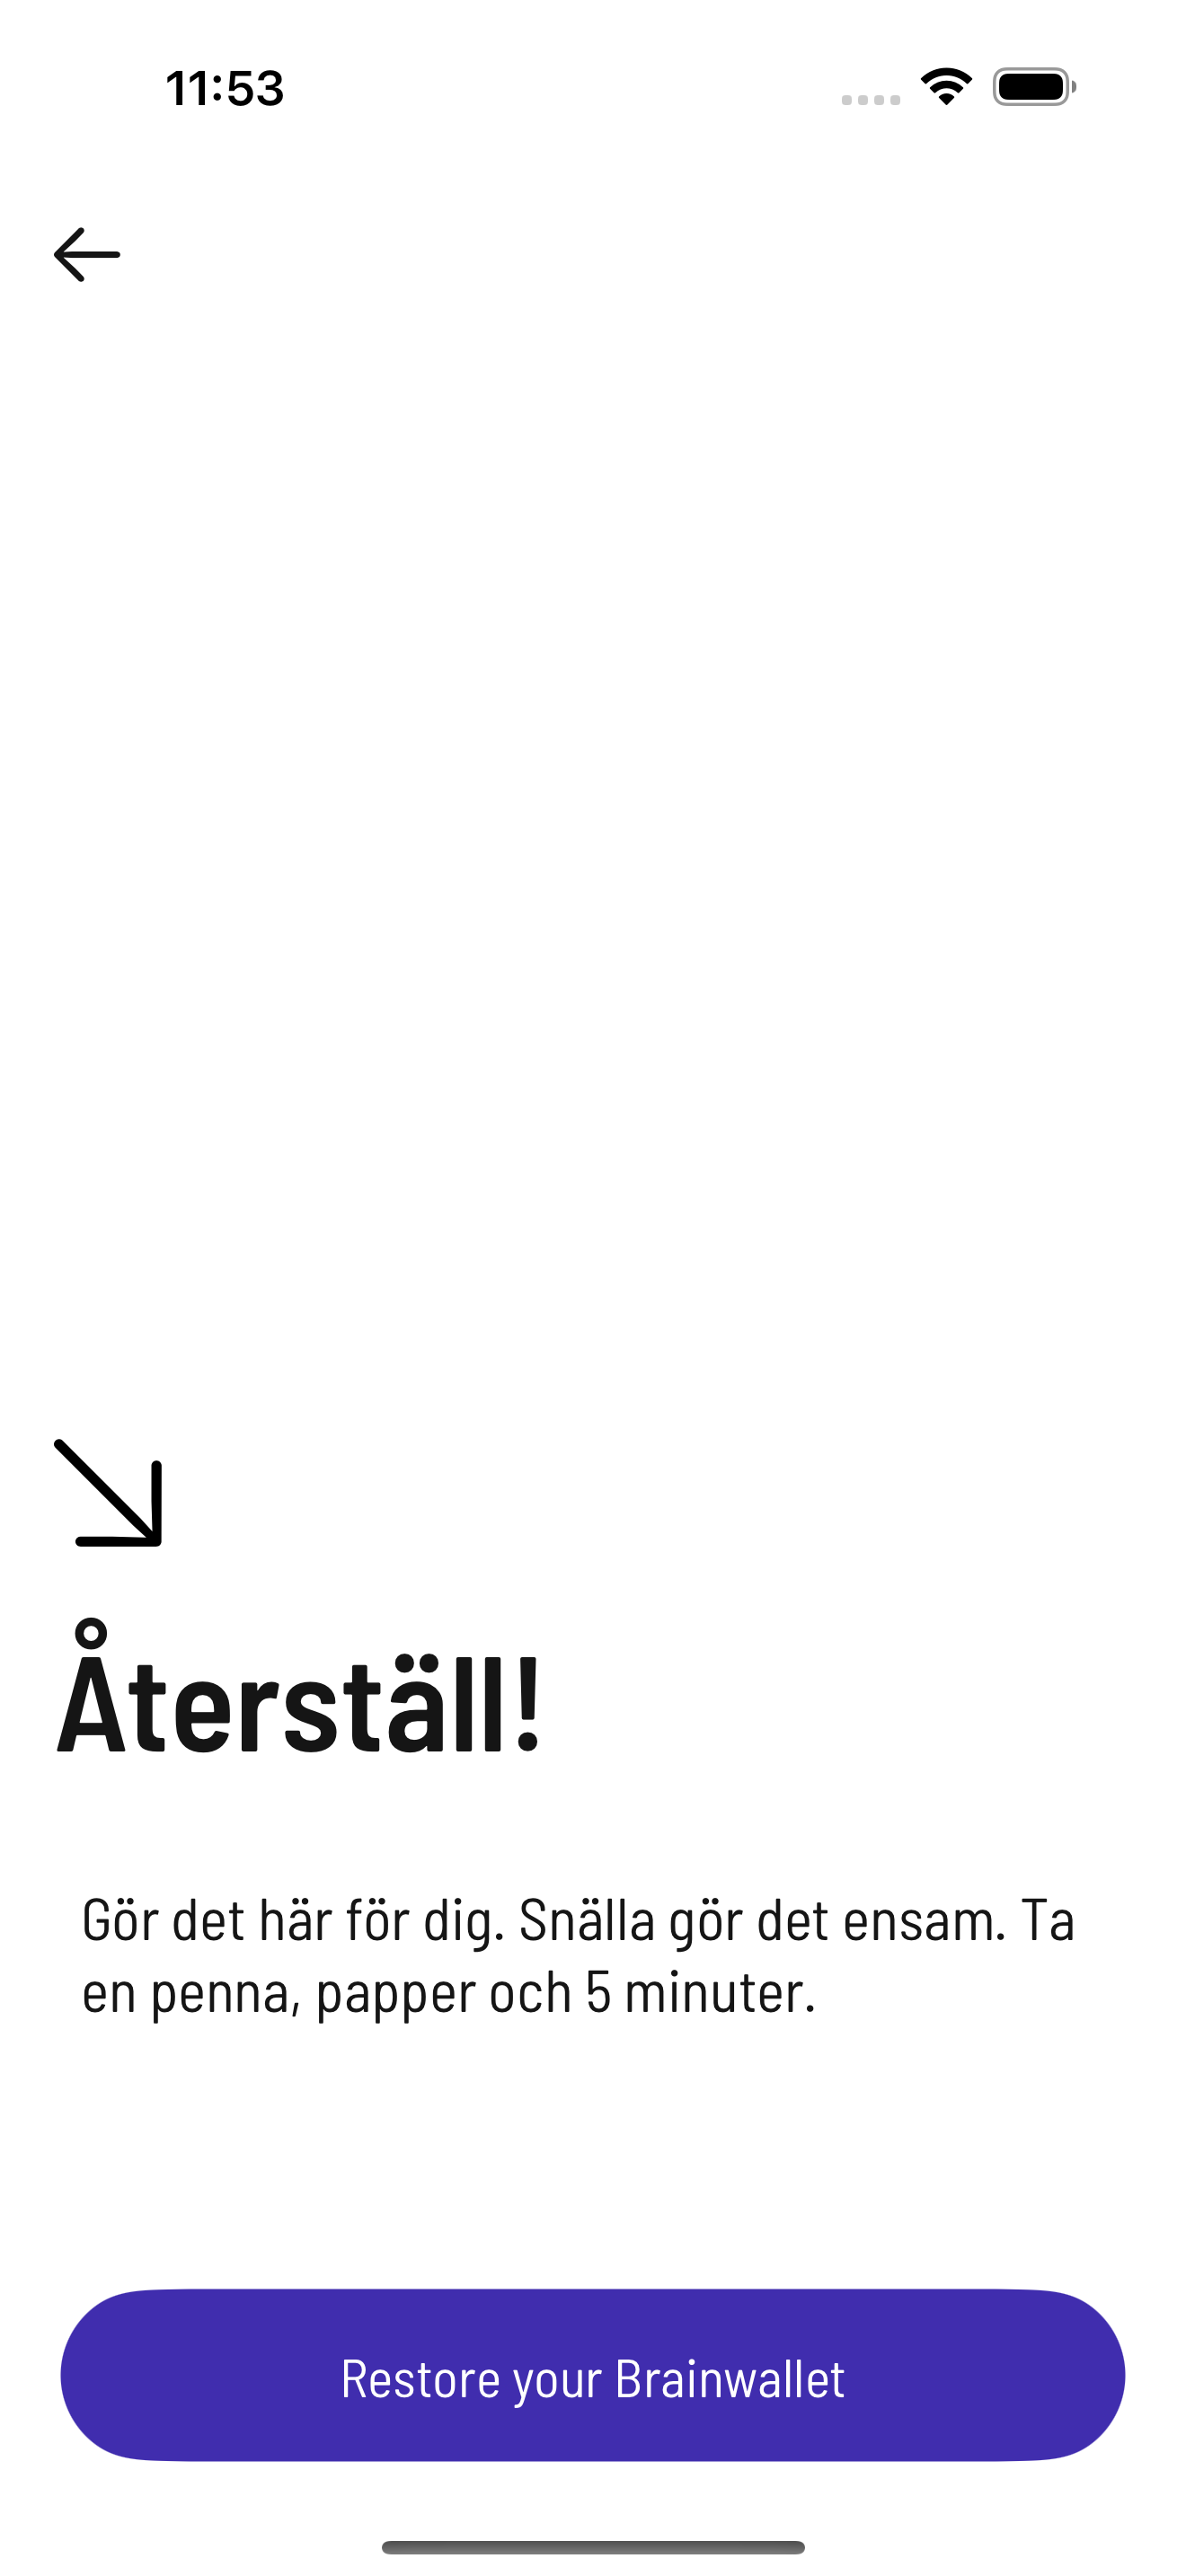 11:53
Återställ!
Gör det här för dig. Snälla gör det ensam. Ta
en penna, papper och 5 minuter.
Restore your Brainwallet